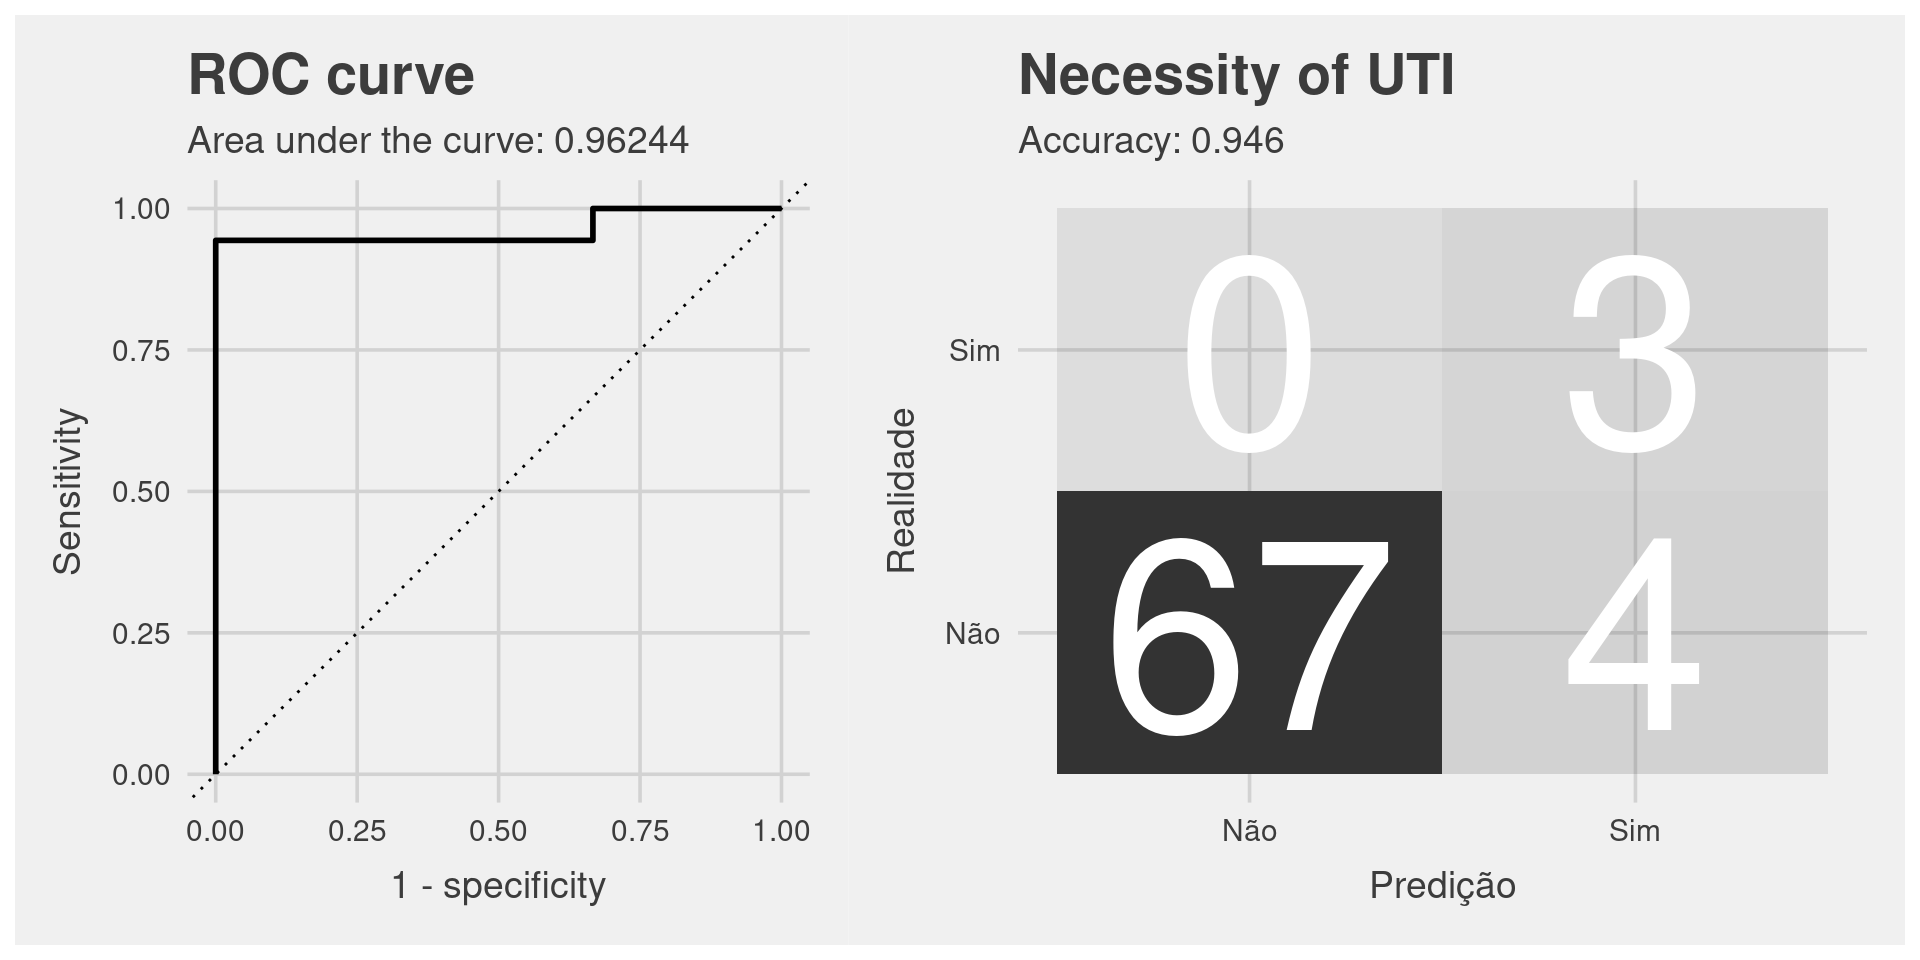 ROC curve
Area under the curve: 0.96244
1.00
0.75
0.50
0.25
0.00
Sensitivity
0.00 0.25 0.50 0.75 1.00
1 - specificity
Necessity of UTI
Accuracy: 0.946
Sim
Não
Realidade
0 3
67 4
Não Sim
Predição